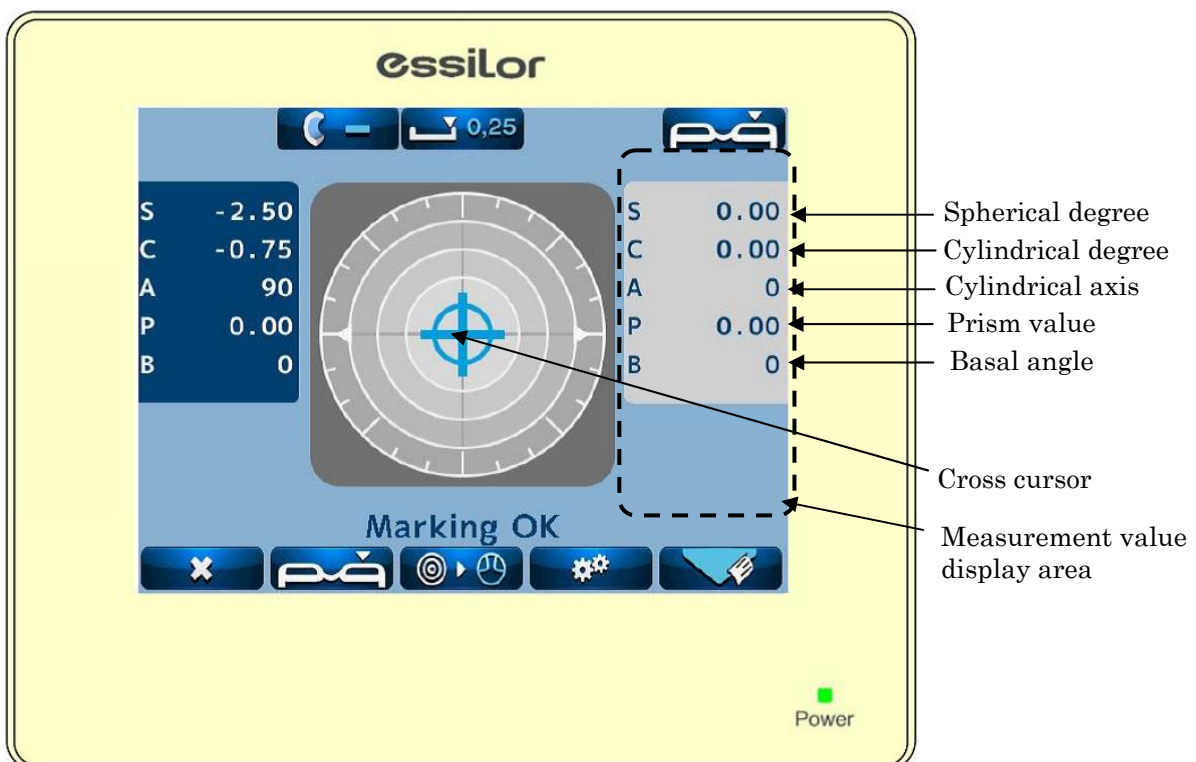 essilor
0,25
S -2.50
C -0.75
A 90
P 0.00
B 0
S 0.00
C 0.00
A 0
P 0.00
B 0
Spherical degree
Cylindrical degree
Cylindrical axis
Prism value
Basal angle
Cross cursor
Measurement value
display area
Marking OK
Power